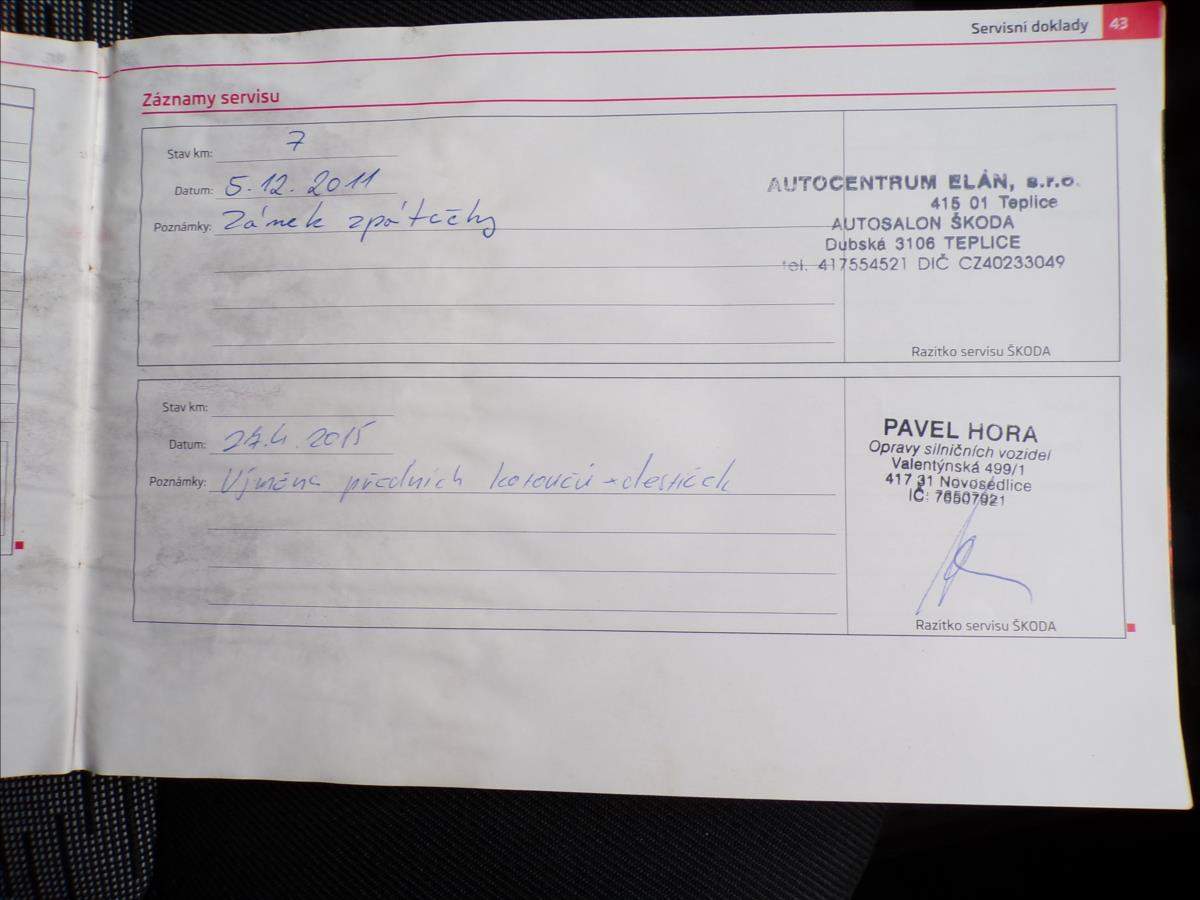 Servisní doklady 43
Záznamy servisu
Stav km: 7
Datum: 5.12. 2011
Poznámky: Zámek zpátečky
AUTOCENTRUM ELÁN, s.r.o.
415 01 Teplice
AUTOSALON ŠKODA
Dubská 3106 TEPLICE
tel. 417554521 DIČ CZ40233049
Razítko servisu ŠKODA
Stav km:
Datum: 2015
Poznámky: Výměna předních kotoučů + destiček
PAVEL HORA
Opravy silničních vozidel
Valentýnská 499/1
417 31 Novosedlice
IČ: 76507921
Razítko servisu ŠKODA